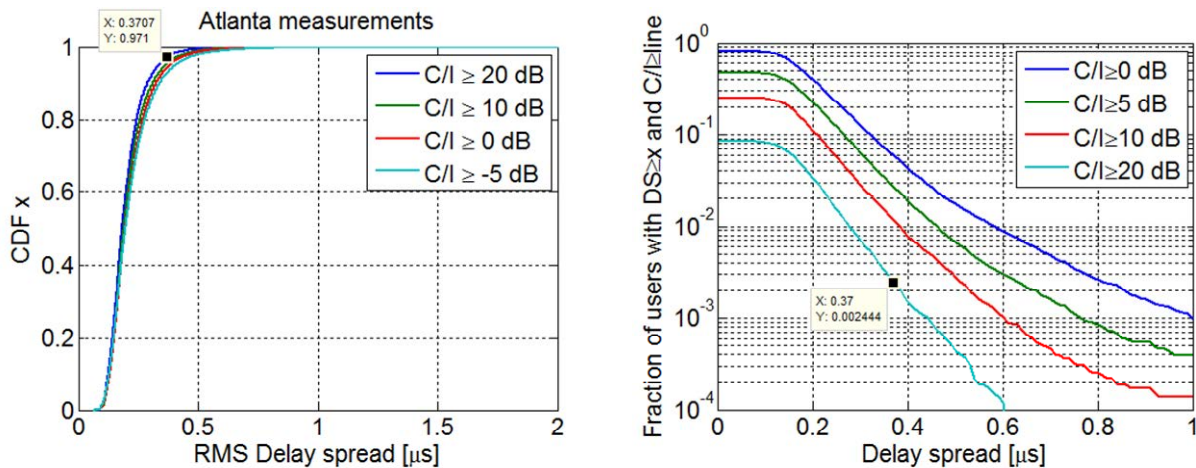 Atlanta measurements
X: 0.3707
Y: 0.971
CDF x
1
0.8
0.6
0.4
0.2
0
C/I ≥ 20 dB
C/I ≥ 10 dB
C/I ≥ 0 dB
C/I ≥ -5 dB
0 0.5 1 1.5 2
RMS Delay spread [μs]
Fraction of users with DS≥x and C/I≥line
10^0
10^-1
10^-2
10^-3
10^-4
C/I≥0 dB
C/I≥5 dB
C/I≥10 dB
C/I≥20 dB
X: 0.37
Y: 0.002444
0 0.2 0.4 0.6 0.8 1
Delay spread [μs]